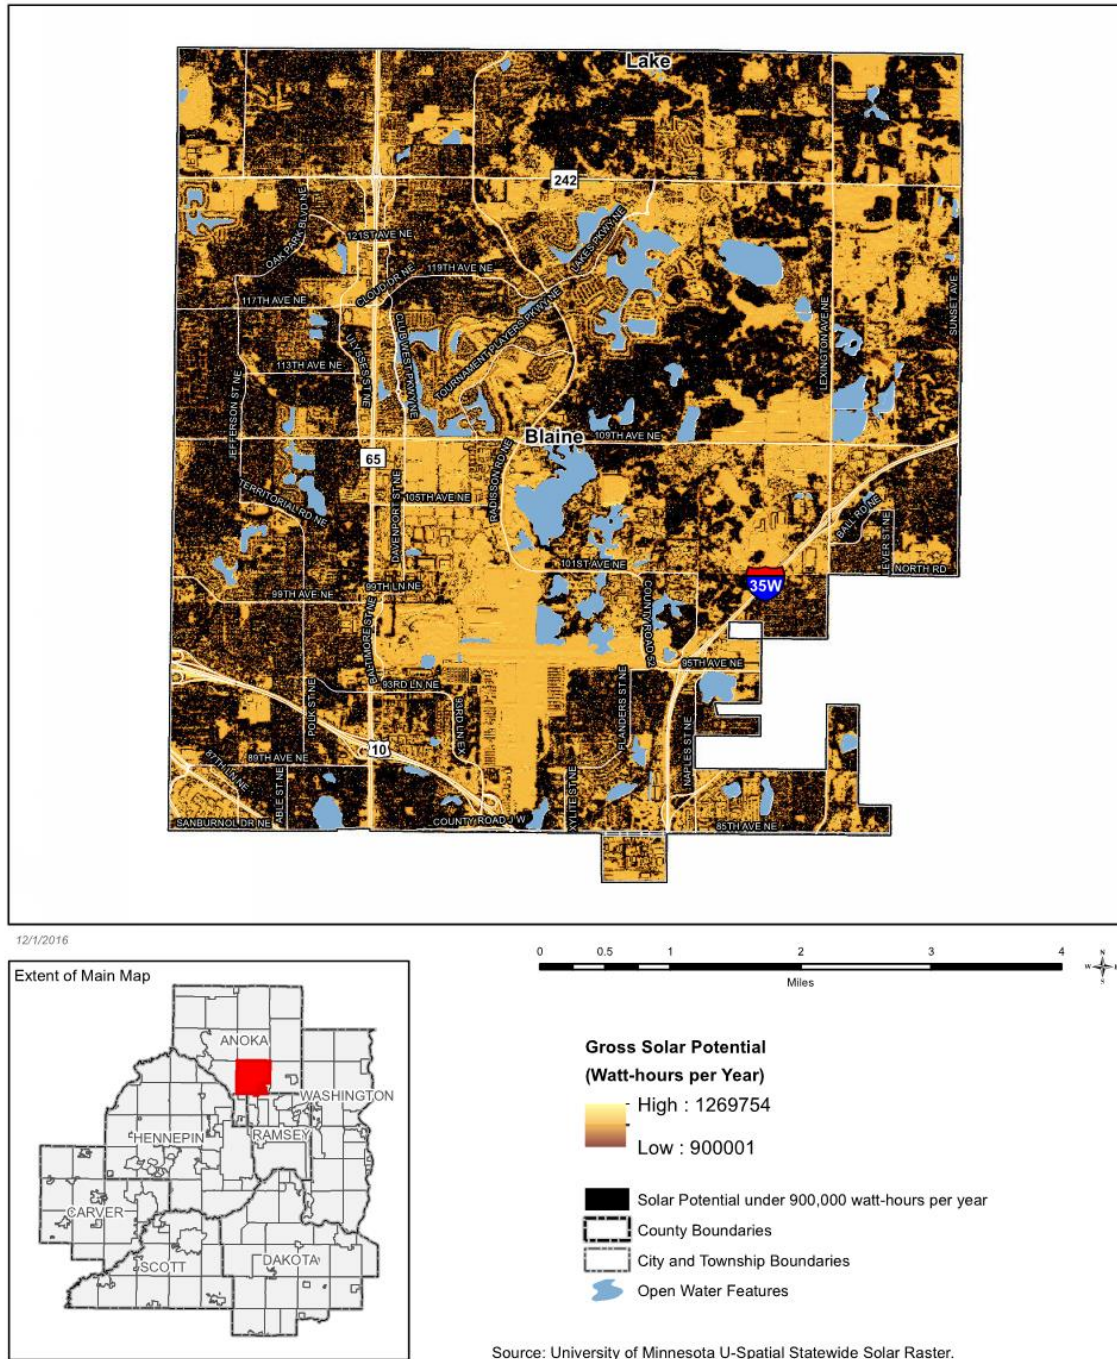 Lake
242
OAK PARK BLVD NE
121ST AVE NE
LAKES PKWY NE
CLOUD DR NE
119TH AVE NE
117TH AVE NE
SUNSET AVE
ULYSSES ST NE
CLUB WEST PKWY NE
TOURNAMENT PLAYERS PKWY NE
LEXINGTON AVE NE
113TH AVE NE
JEFFERSON ST NE
Blaine
109TH AVE NE
65
RADISSON RD NE
DAVENPORT ST NE
105TH AVE NE
TERRITORIAL RD NE
BALL RD NE
LEVER ST NE
101ST AVE NE
NORTH RD
35W
99TH LN NE
99TH AVE NE
COUNTY ROAD 52
BALTIMORE ST NE
95TH AVE NE
93RD LN NE
POLK ST NE
93RD LN EX
FLANDERS ST NE
NAPLES ST NE
10
87TH LN NE
89TH AVE NE
ABLE ST NE
XYLITE ST NE
SANBURNOL DR NE
COUNTY ROAD J W
85TH AVE NE
12/1/2016
0 0.5 1 2 3 4
Miles
N
W
S
Extent of Main Map
ANOKA
WASHINGTON
HENNEPIN
RAMSEY
CARVER
SCOTT
DAKOTA
Gross Solar Potential
(Watt-hours per Year)
High : 1269754
Low : 900001
Solar Potential under 900,000 watt-hours per year
County Boundaries
City and Township Boundaries
Open Water Features
Source: University of Minnesota U-Spatial Statewide Solar Raster.